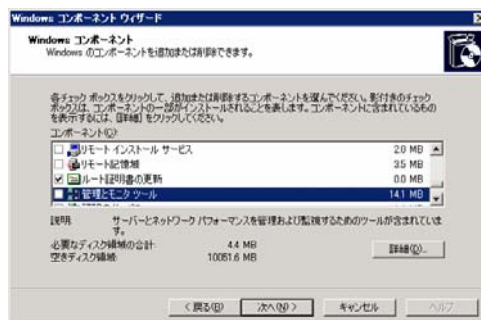 Windows コンポーネント ウィザード
Windows コンポーネント
Windows のコンポーネントを追加または削除できます。
各チェック ボックスをクリックして、追加または削除するコンポーネントを選んでください。影付きのチェック
ボックスは、コンポーネントの一部がインストールされることを表します。コンポーネントに含まれているもの
を表示するには、[詳細] をクリックしてください。
コンポーネント(C):
リモート インストール サービス 2.0 MB
リモート記憶域 3.5 MB
ルート証明書の更新 0.0 MB
管理とモニタ ツール 14.1 MB
説明: サーバーとネットワーク パフォーマンスを管理および監視するためのツールが含まれていま
す。
必要なディスク領域の合計: 4.4 MB
空きディスク領域: 10051.6 MB
詳細(D)...
< 戻る(B)
次へ(N) >
キャンセル
ヘルプ